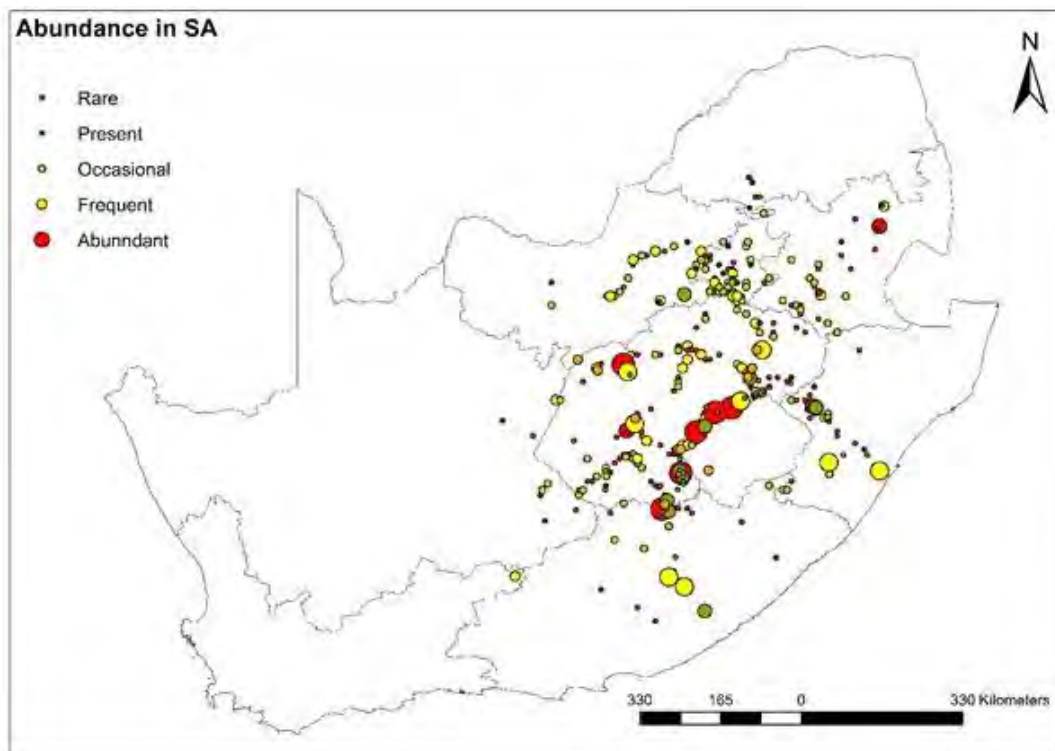 Abundance in SA
N
Rare
Present
Occasional
Frequent
Abunndant
330 165 0 330 Kilometers